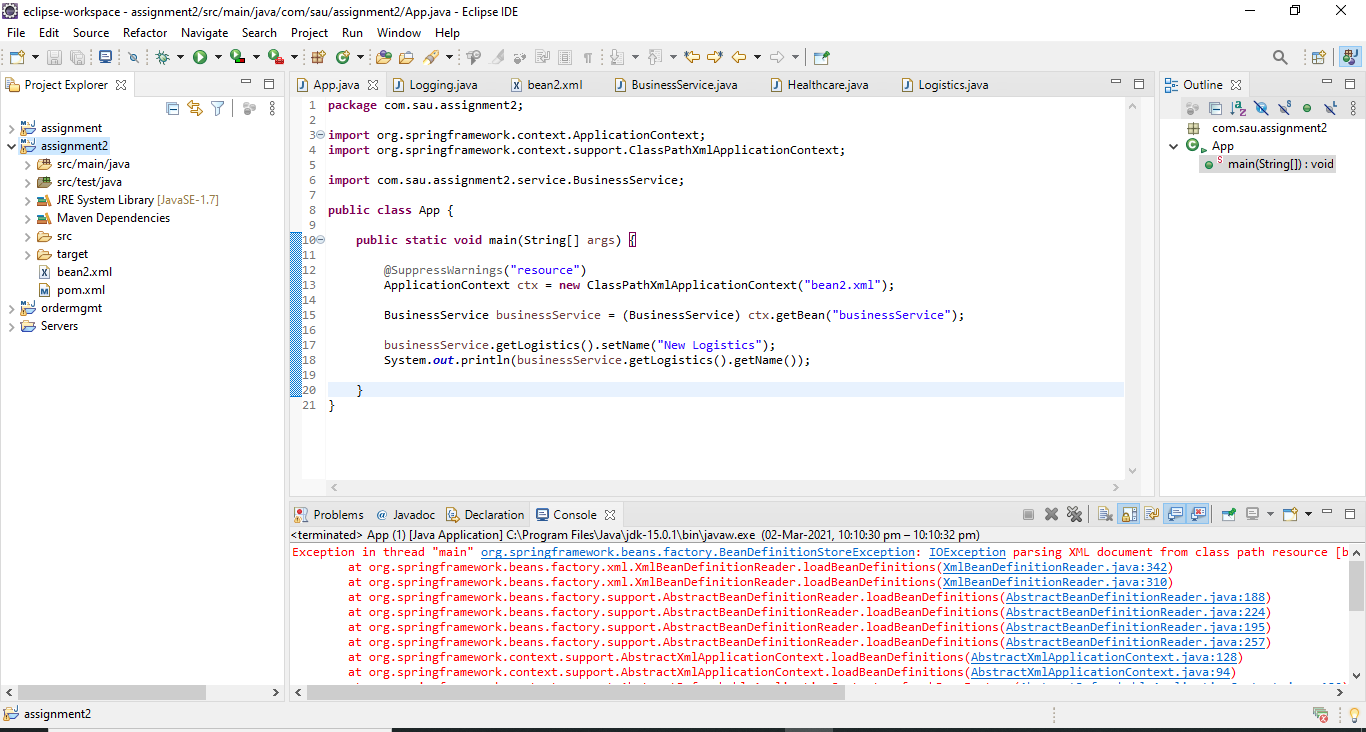 eclipse-workspace - assignment2/src/main/java/com/sau/assignment2/App.java - Eclipse IDE
File Edit Source Refactor Navigate Search Project Run Window Help
Project Explorer
assignment
assignment2
src/main/java
src/test/java
JRE System Library [JavaSE-1.7]
Maven Dependencies
src
target
bean2.xml
pom.xml
ordermgmt
Servers
App.java Logging.java bean2.xml BusinessService.java Healthcare.java Logistics.java
1 package com.sau.assignment2;
2
3 import org.springframework.context.ApplicationContext;
4 import org.springframework.context.support.ClassPathXmlApplicationContext;
5
6 import com.sau.assignment2.service.BusinessService;
7
8 public class App {
9
10 public static void main(String[] args) {
11
12 @SuppressWarnings("resource")
13 ApplicationContext ctx = new ClassPathXmlApplicationContext("bean2.xml");
14
15 BusinessService businessService = (BusinessService) ctx.getBean("businessService");
16
17 businessService.getLogistics().setName("New Logistics");
18 System.out.println(businessService.getLogistics().getName());
19
20 }
21 }
Outline
com.sau.assignment2
App
main(String[]) : void
Problems @ Javadoc Declaration Console
<terminated> App (1) [Java Application] C:\Program Files\Java\jdk-15.0.1\bin\javaw.exe (02-Mar-2021, 10:10:30 pm – 10:10:32 pm)
Exception in thread "main" org.springframework.beans.factory.BeanDefinitionStoreException: IOException parsing XML document from class path resource [b
at org.springframework.beans.factory.xml.XmlBeanDefinitionReader.loadBeanDefinitions(XmlBeanDefinitionReader.java:342)
at org.springframework.beans.factory.xml.XmlBeanDefinitionReader.loadBeanDefinitions(XmlBeanDefinitionReader.java:310)
at org.springframework.beans.factory.support.AbstractBeanDefinitionReader.loadBeanDefinitions(AbstractBeanDefinitionReader.java:188)
at org.springframework.beans.factory.support.AbstractBeanDefinitionReader.loadBeanDefinitions(AbstractBeanDefinitionReader.java:224)
at org.springframework.beans.factory.support.AbstractBeanDefinitionReader.loadBeanDefinitions(AbstractBeanDefinitionReader.java:195)
at org.springframework.beans.factory.support.AbstractBeanDefinitionReader.loadBeanDefinitions(AbstractBeanDefinitionReader.java:257)
at org.springframework.context.support.AbstractXmlApplicationContext.loadBeanDefinitions(AbstractXmlApplicationContext.java:128)
at org.springframework.context.support.AbstractXmlApplicationContext.loadBeanDefinitions(AbstractXmlApplicationContext.java:94)
assignment2